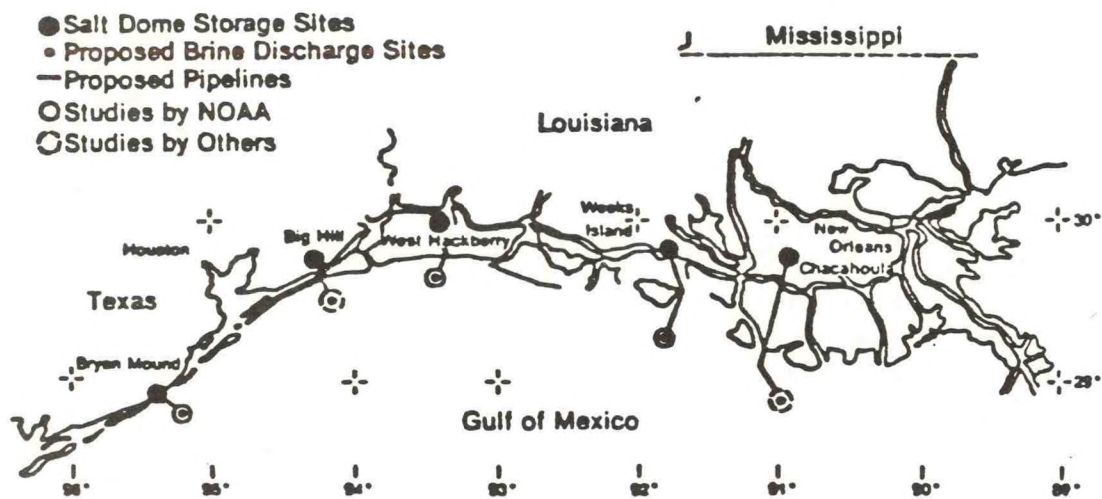 Salt Dome Storage Sites
Proposed Brine Discharge Sites
Proposed Pipelines
Studies by NOAA
Studies by Others
Mississippi
Louisiana
Weeks
Island
30°
Houston
Big Hill
West Hackberry
New
Orleans
Chacahoula
Texas
Bryan Mound
29°
Gulf of Mexico
96°
95°
94°
93°
92°
91°
90°
89°